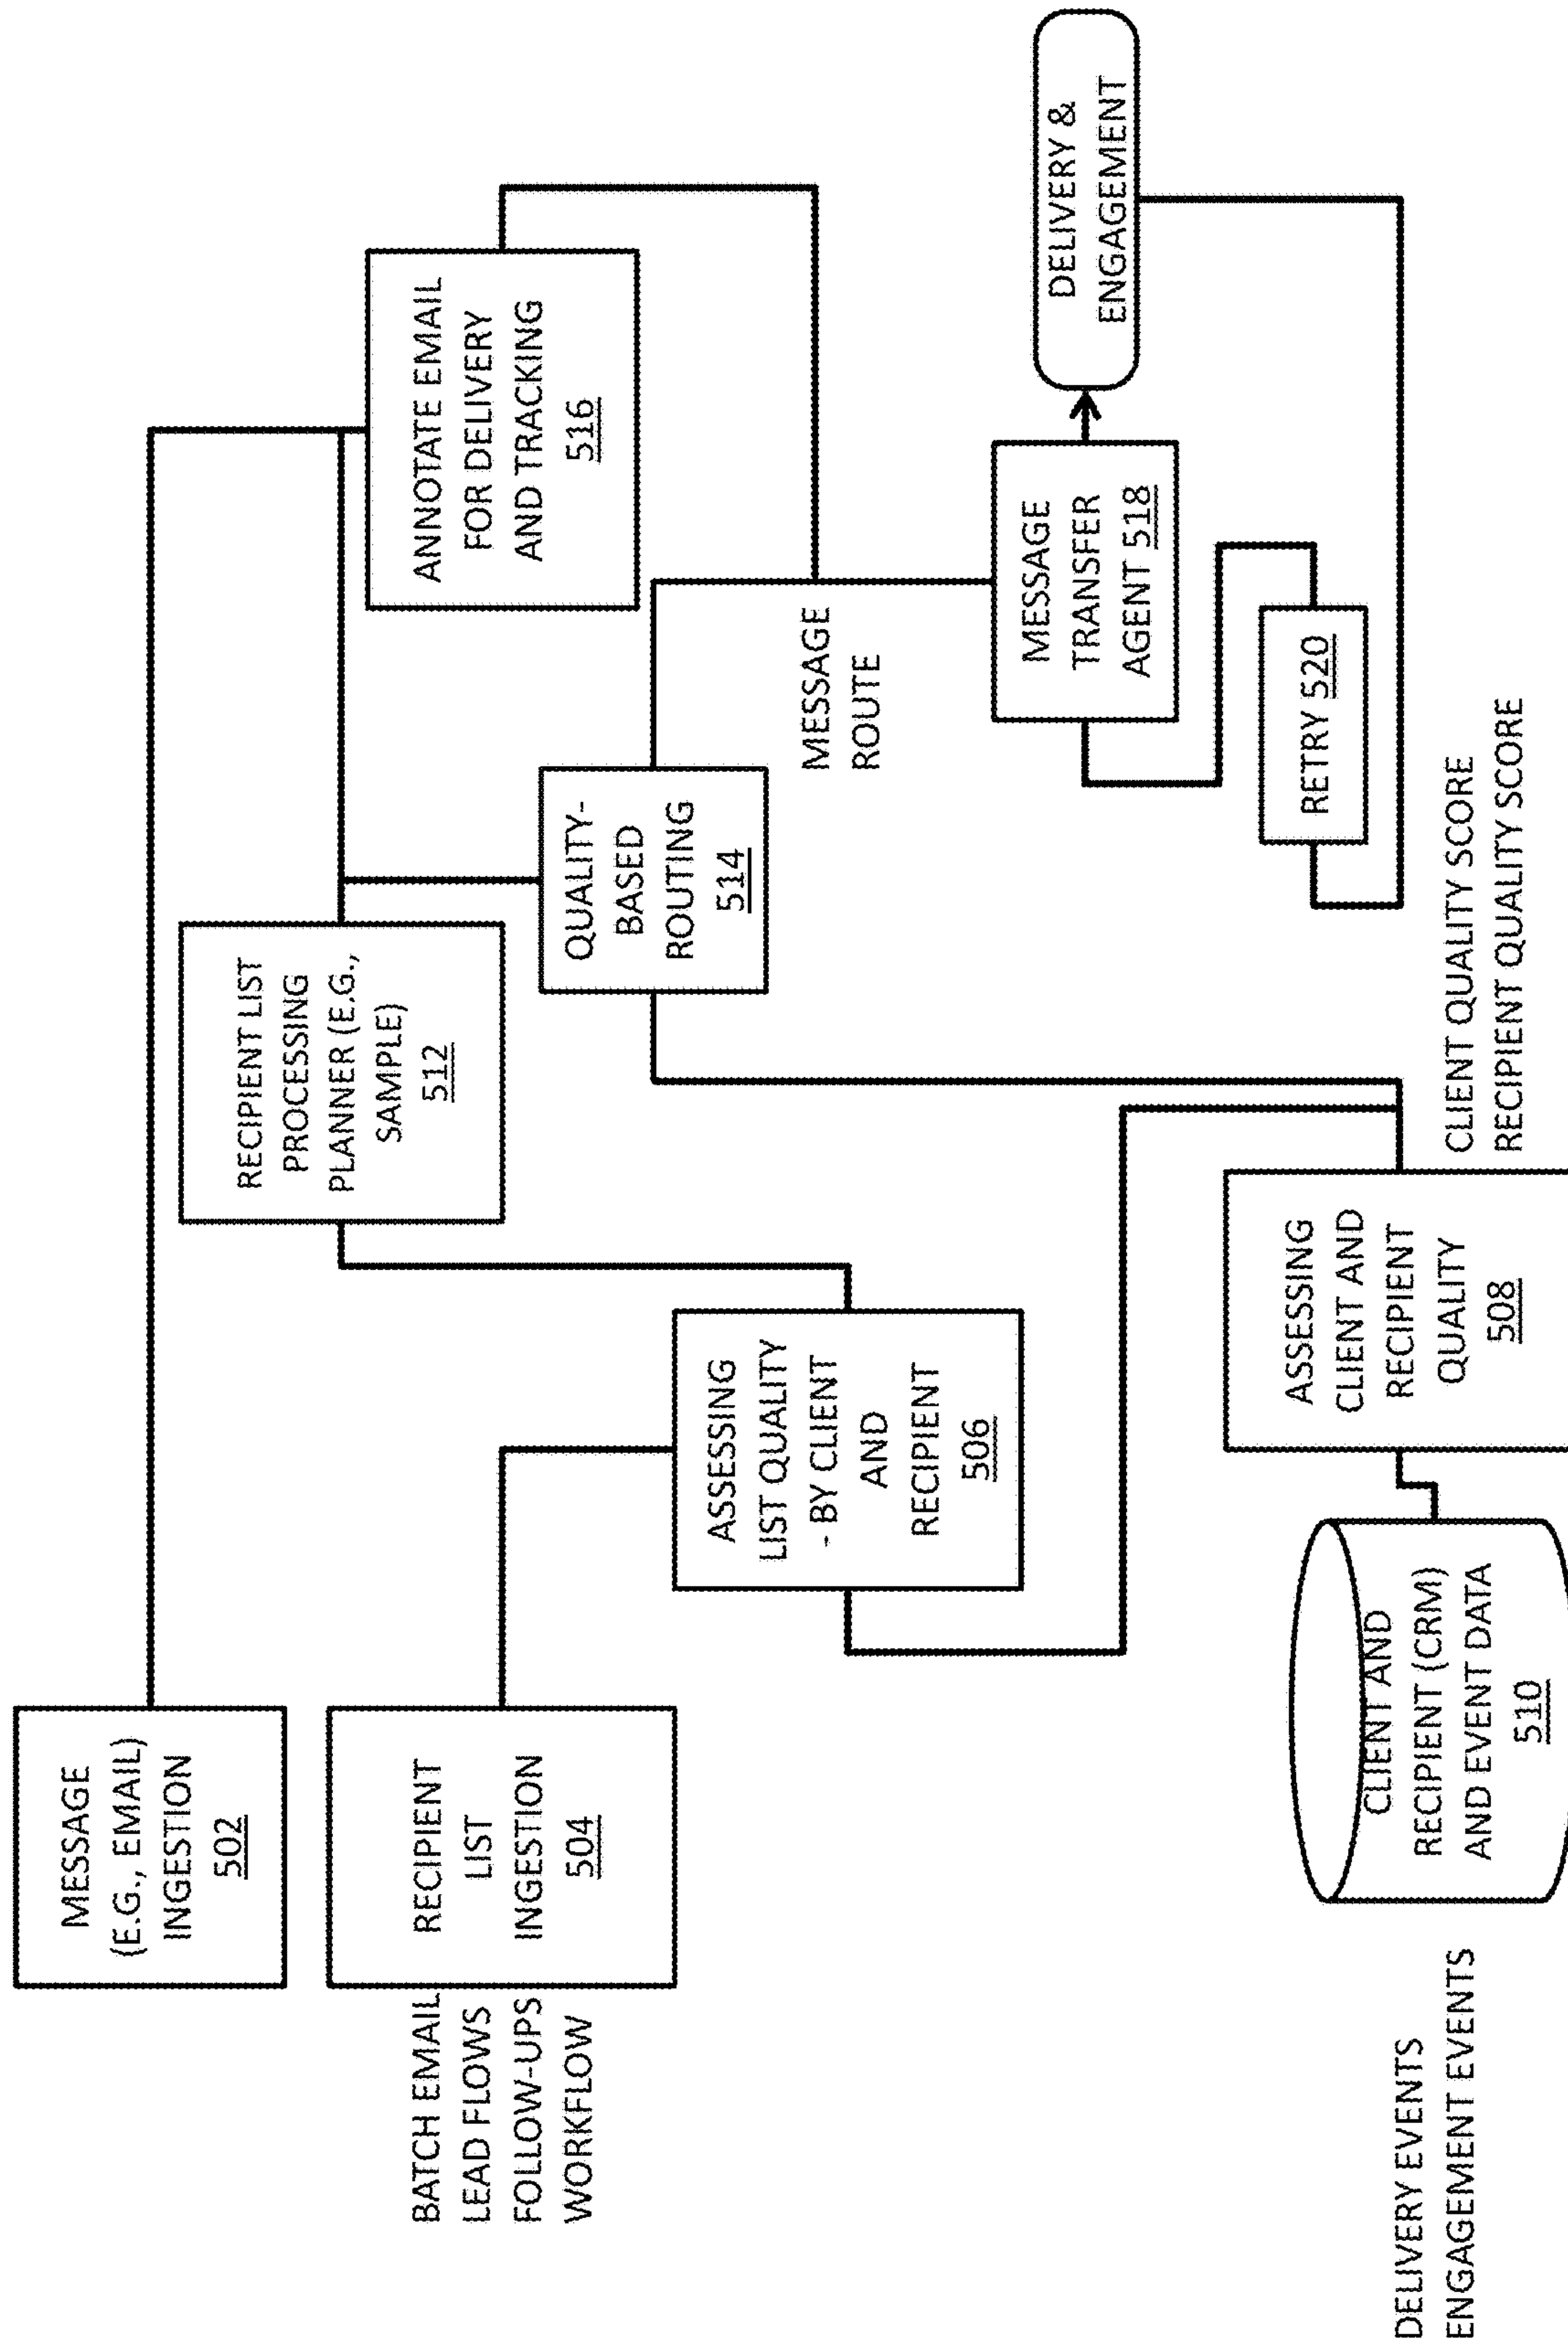 MESSAGE
(E.G., EMAIL)
INGESTION
502
BATCH EMAIL
LEAD FLOWS
FOLLOW-UPS
WORKFLOW
RECIPIENT
LIST
INGESTION
504
ASSESSING
LIST QUALITY
- BY CLIENT
AND
RECIPIENT
506
RECIPIENT LIST
PROCESSING
PLANNER (E.G.,
SAMPLE)
512
QUALITY-
BASED
ROUTING
514
ANNOTATE EMAIL
FOR DELIVERY
AND TRACKING
516
MESSAGE
ROUTE
MESSAGE
TRANSFER
AGENT 518
DELIVERY &
ENGAGEMENT
RETRY 520
DELIVERY EVENTS
ENGAGEMENT EVENTS
CLIENT AND
RECIPIENT (CRM)
AND EVENT DATA
510
ASSESSING
CLIENT AND
RECIPIENT
QUALITY
508
CLIENT QUALITY SCORE
RECIPIENT QUALITY SCORE